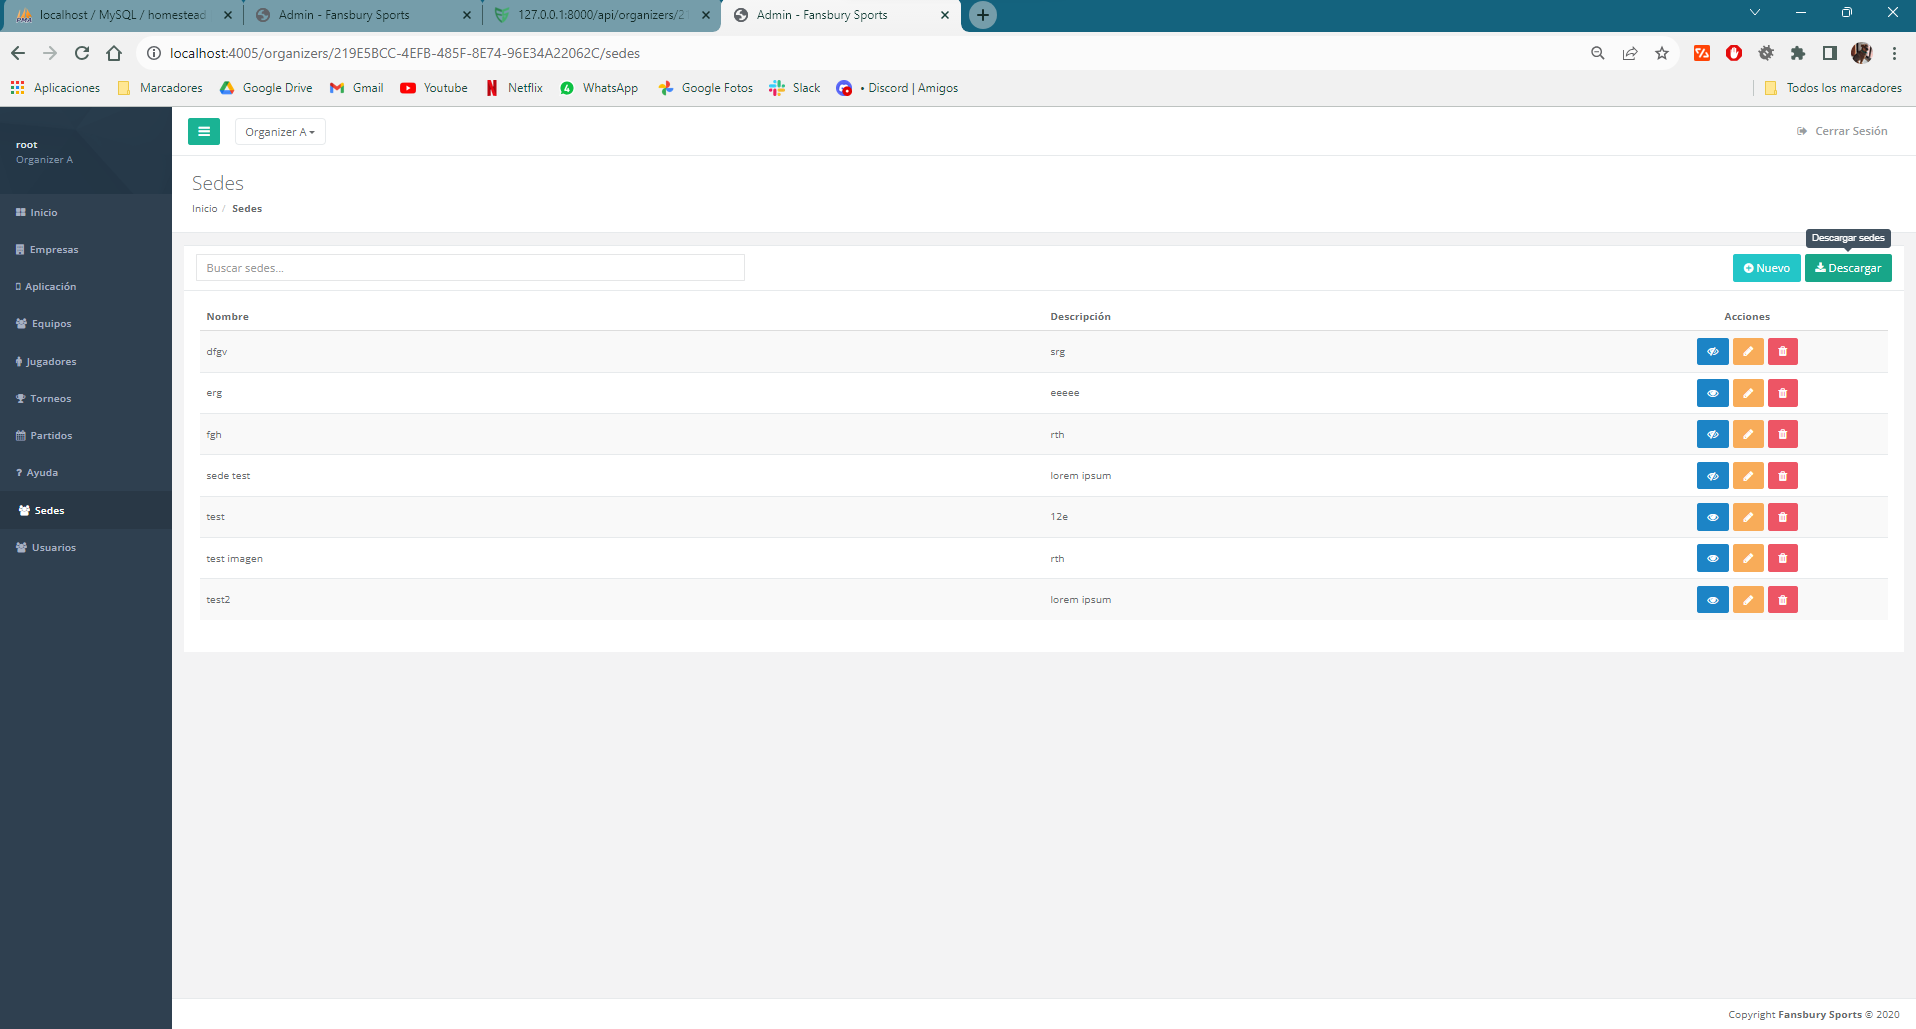 localhost / MySQL / homestead
Admin - Fansbury Sports
127.0.0.1:8000/api/organizers/21
Admin - Fansbury Sports
localhost:4005/organizers/219E5BCC-4EFB-485F-8E74-96E34A22062C/sedes
Aplicaciones
Marcadores
Google Drive
Gmail
Youtube
Netflix
WhatsApp
Google Fotos
Slack
• Discord | Amigos
Todos los marcadores
root
Organizer A
Organizer A
Cerrar Sesión
Inicio
Empresas
Aplicación
Equipos
Jugadores
Torneos
Partidos
? Ayuda
Sedes
Usuarios
Sedes
Inicio / Sedes
Descargar sedes
Buscar sedes...
Nuevo
Descargar
Nombre Descripción Acciones
dfgv srg
erg eeeee
fgh rth
sede test lorem ipsum
test 12e
test imagen rth
test2 lorem ipsum
Copyright Fansbury Sports © 2020